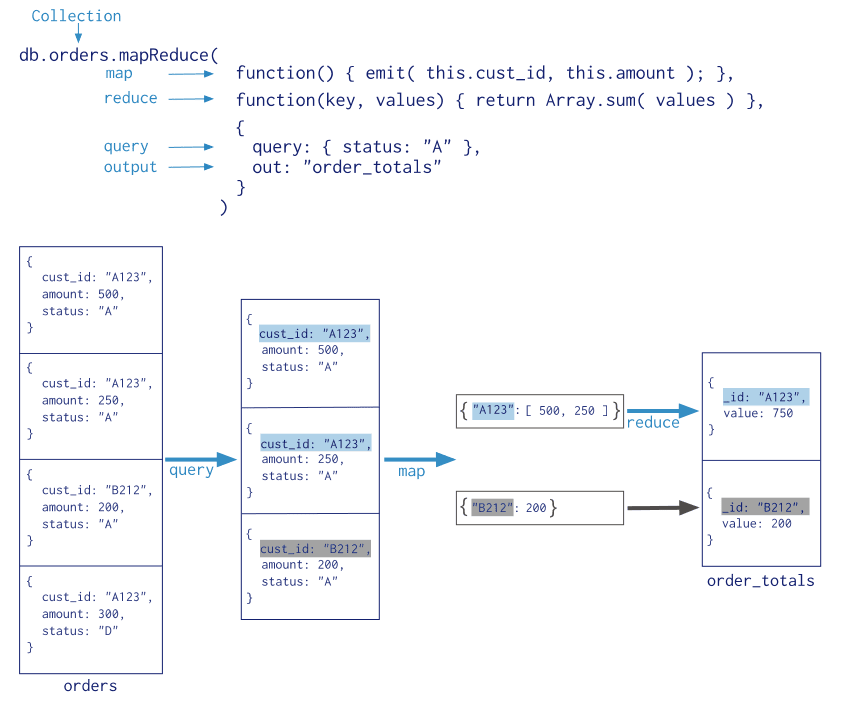 Collection
db.orders.mapReduce(
map function() { emit( this.cust_id, this.amount ); },
reduce function(key, values) { return Array.sum( values ) },
{
query query: { status: "A" },
output out: "order_totals"
}
)
{
cust_id: "A123",
amount: 500,
status: "A"
}
{
cust_id: "A123",
amount: 250,
status: "A"
}
{
cust_id: "B212",
amount: 200,
status: "A"
}
{
cust_id: "A123",
amount: 300,
status: "D"
}
orders
query
{
cust_id: "A123",
amount: 500,
status: "A"
}
{
cust_id: "A123",
amount: 250,
status: "A"
}
{
cust_id: "B212",
amount: 200,
status: "A"
}
map
{"A123": [ 500, 250 ]}
{"B212": 200}
reduce
{
_id: "A123",
value: 750
}
{
_id: "B212",
value: 200
}
order_totals